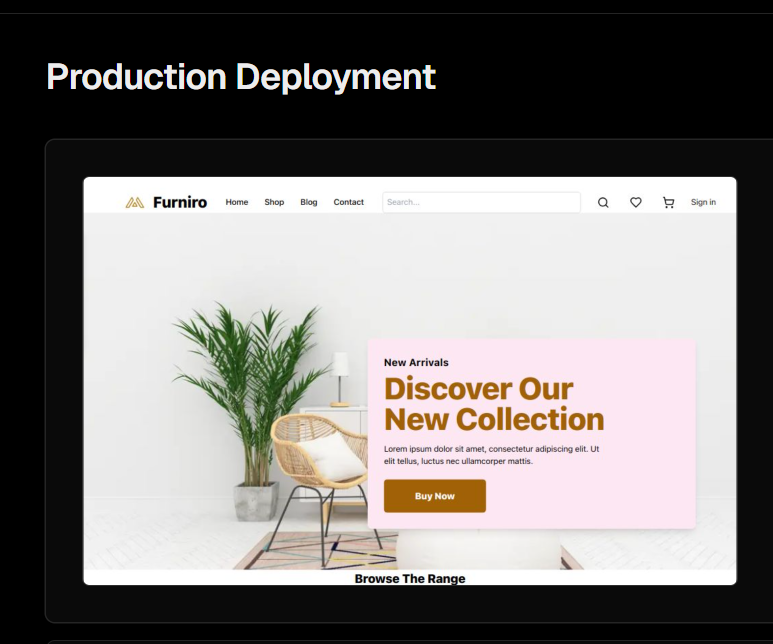 Production Deployment
Furniro Home Shop Blog Contact Search... Sign in
New Arrivals
Discover Our
New Collection
Lorem ipsum dolor sit amet, consectetur adipiscing elit. Ut
elit tellus, luctus nec ullamcorper mattis.
Buy Now
Browse The Range